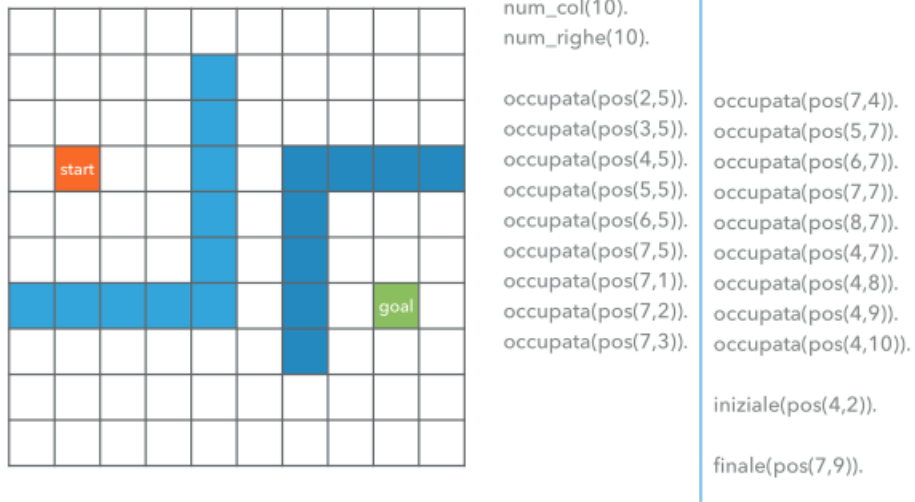 start
goal
num_col(10).
num_righe(10).
occupata(pos(2,5)).
occupata(pos(3,5)).
occupata(pos(4,5)).
occupata(pos(5,5)).
occupata(pos(6,5)).
occupata(pos(7,5)).
occupata(pos(7,1)).
occupata(pos(7,2)).
occupata(pos(7,3)).
occupata(pos(7,4)).
occupata(pos(5,7)).
occupata(pos(6,7)).
occupata(pos(7,7)).
occupata(pos(8,7)).
occupata(pos(4,7)).
occupata(pos(4,8)).
occupata(pos(4,9)).
occupata(pos(4,10)).
iniziale(pos(4,2)).
finale(pos(7,9)).